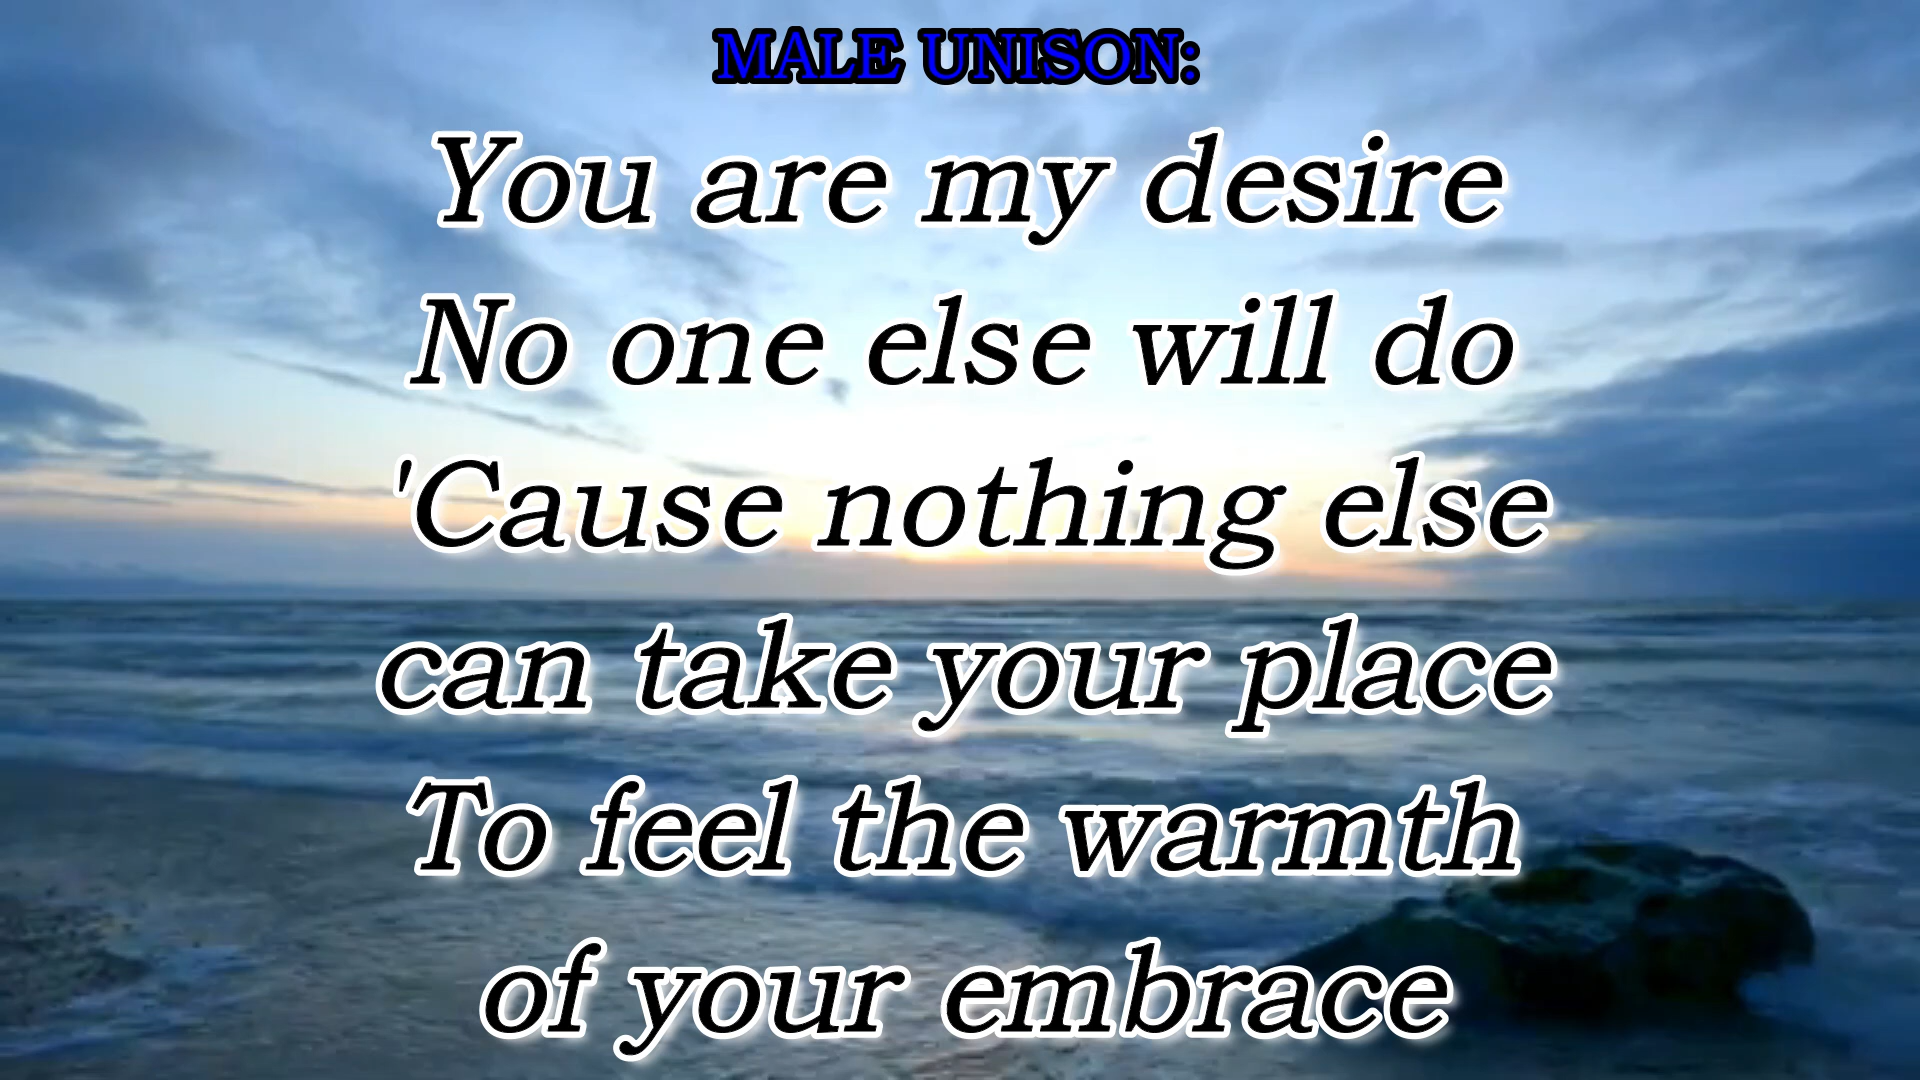 MALE UNISON:
You are my desire
No one else will do
'Cause nothing else
can take your place
To feel the warmth
of your embrace